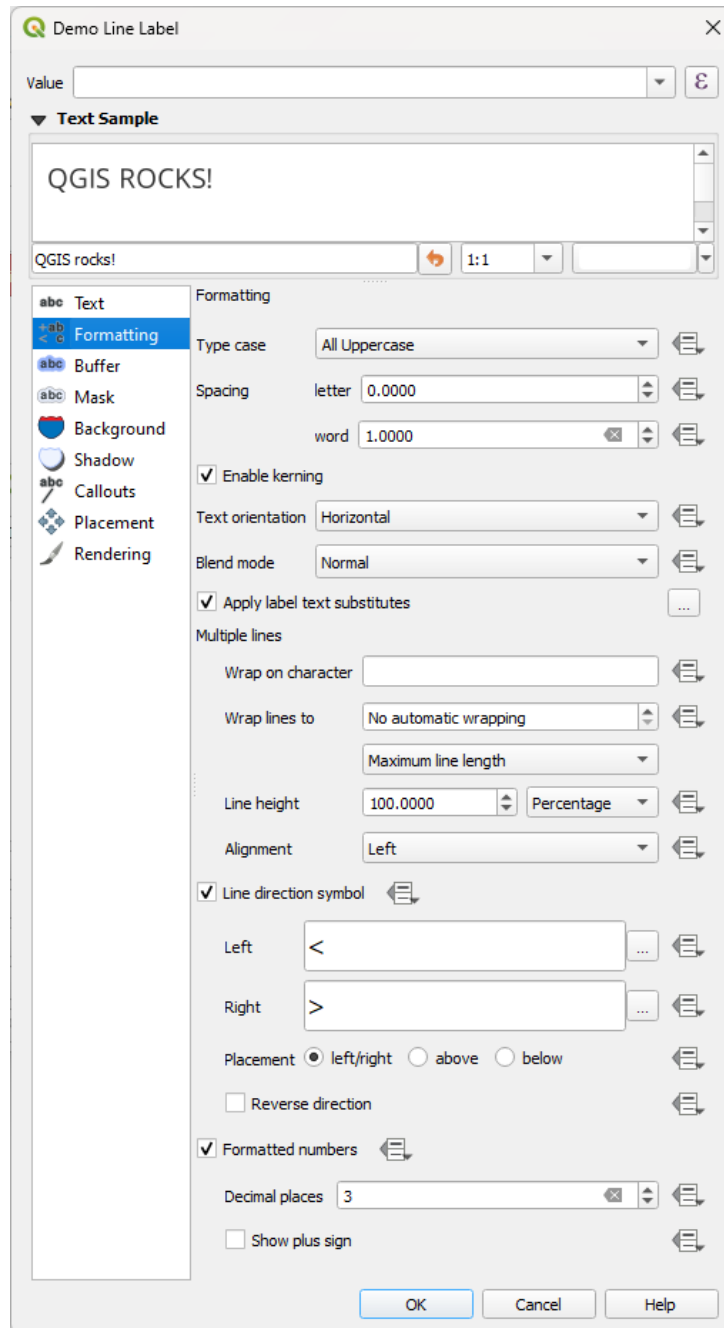 Demo Line Label
Value ε
Text Sample
QGIS ROCKS!
QGIS rocks! 1:1
abc Text
+ab < c Formatting
abc Buffer
abc Mask
Background
Shadow
abc Callouts
Placement
Rendering
Formatting
Type case All Uppercase
Spacing letter 0.0000
word 1.0000
Enable kerning
Text orientation Horizontal
Blend mode Normal
Apply label text substitutes ...
Multiple lines
Wrap on character
Wrap lines to No automatic wrapping
Maximum line length
Line height 100.0000 Percentage
Alignment Left
Line direction symbol
Left < ...
Right > ...
Placement left/right above below
Reverse direction
Formatted numbers
Decimal places 3
Show plus sign
OK Cancel Help